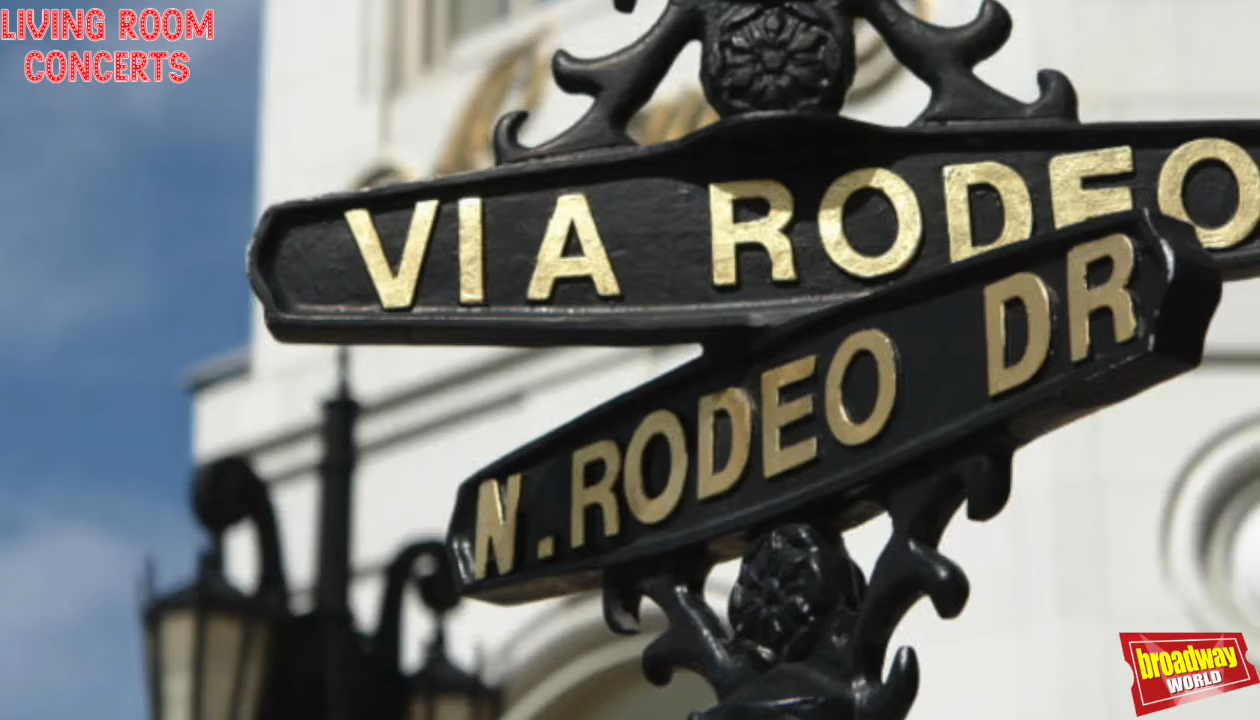 LIVING ROOM
CONCERTS
VIA RODEO
N. RODEO DR
broadway
WORLD